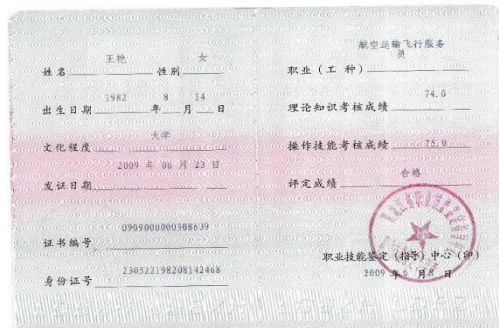 姓名 王艳 性别 女
出生日期 1982 年 8 月 14 日
文化程度 大学
发证日期 2009 年 06 月 23 日
证书编号 0909000000308639
身份证号 230522198208142468
职业（工 种） 航空运输飞行服务
员
理论知识考核成绩 74.0
操作技能考核成绩 75.0
评定成绩 合格
职业技能鉴定（指导）中心（印）
2009 年 6 月 8 日